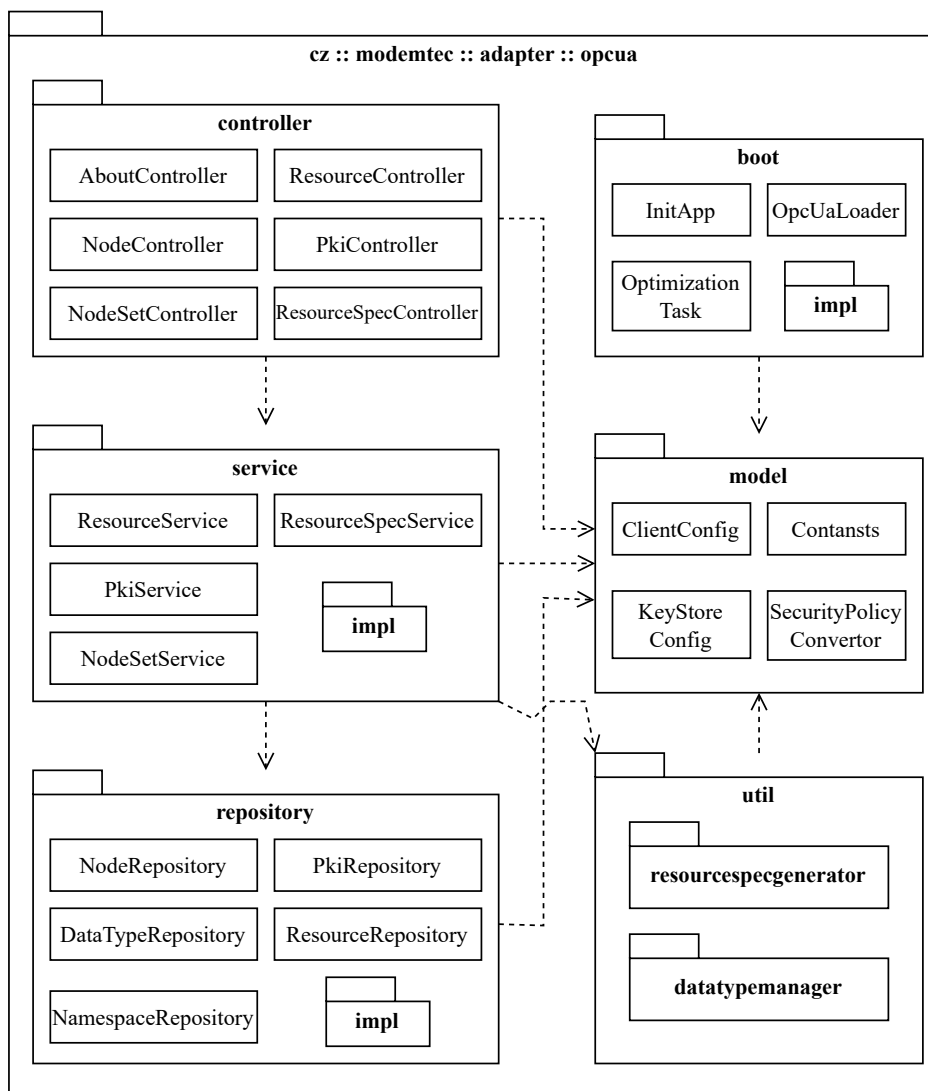 cz :: modemtec :: adapter :: opcua
controller
AboutController
ResourceController
NodeController
PkiController
NodeSetController
ResourceSpecController
boot
InitApp
OpcUaLoader
Optimization
Task
impl
service
ResourceService
ResourceSpecService
PkiService
impl
NodeSetService
model
ClientConfig
Contansts
KeyStore
Config
SecurityPolicy
Convertor
repository
NodeRepository
PkiRepository
DataTypeRepository
ResourceRepository
NamespaceRepository
impl
util
resourcespecgenerator
datatypemanager